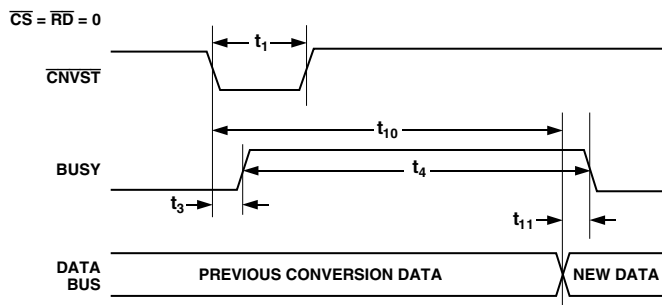 CS = RD = 0
t1
CNVST
t10
BUSY
t4
t3
t11
DATA
BUS
PREVIOUS CONVERSION DATA
NEW DATA